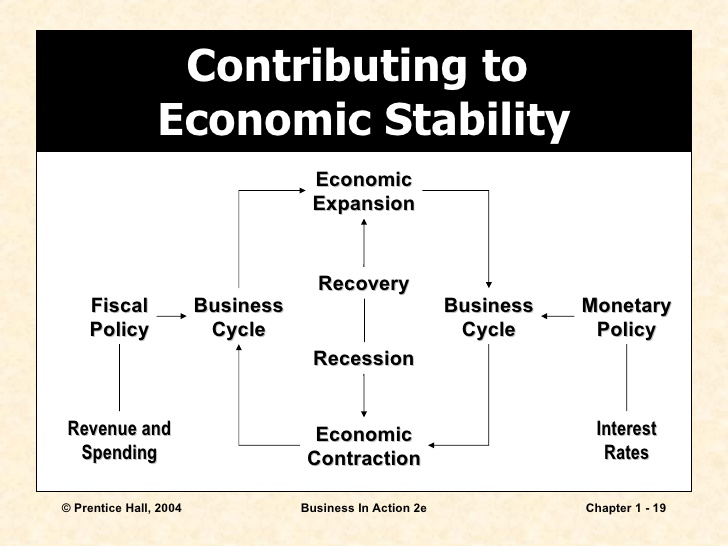 Contributing to
Economic Stability
Economic
Expansion
Recovery
Fiscal
Policy
Business
Cycle
Business
Cycle
Monetary
Policy
Recession
Revenue and
Spending
Economic
Contraction
Interest
Rates
© Prentice Hall, 2004
Business In Action 2e
Chapter 1 - 19